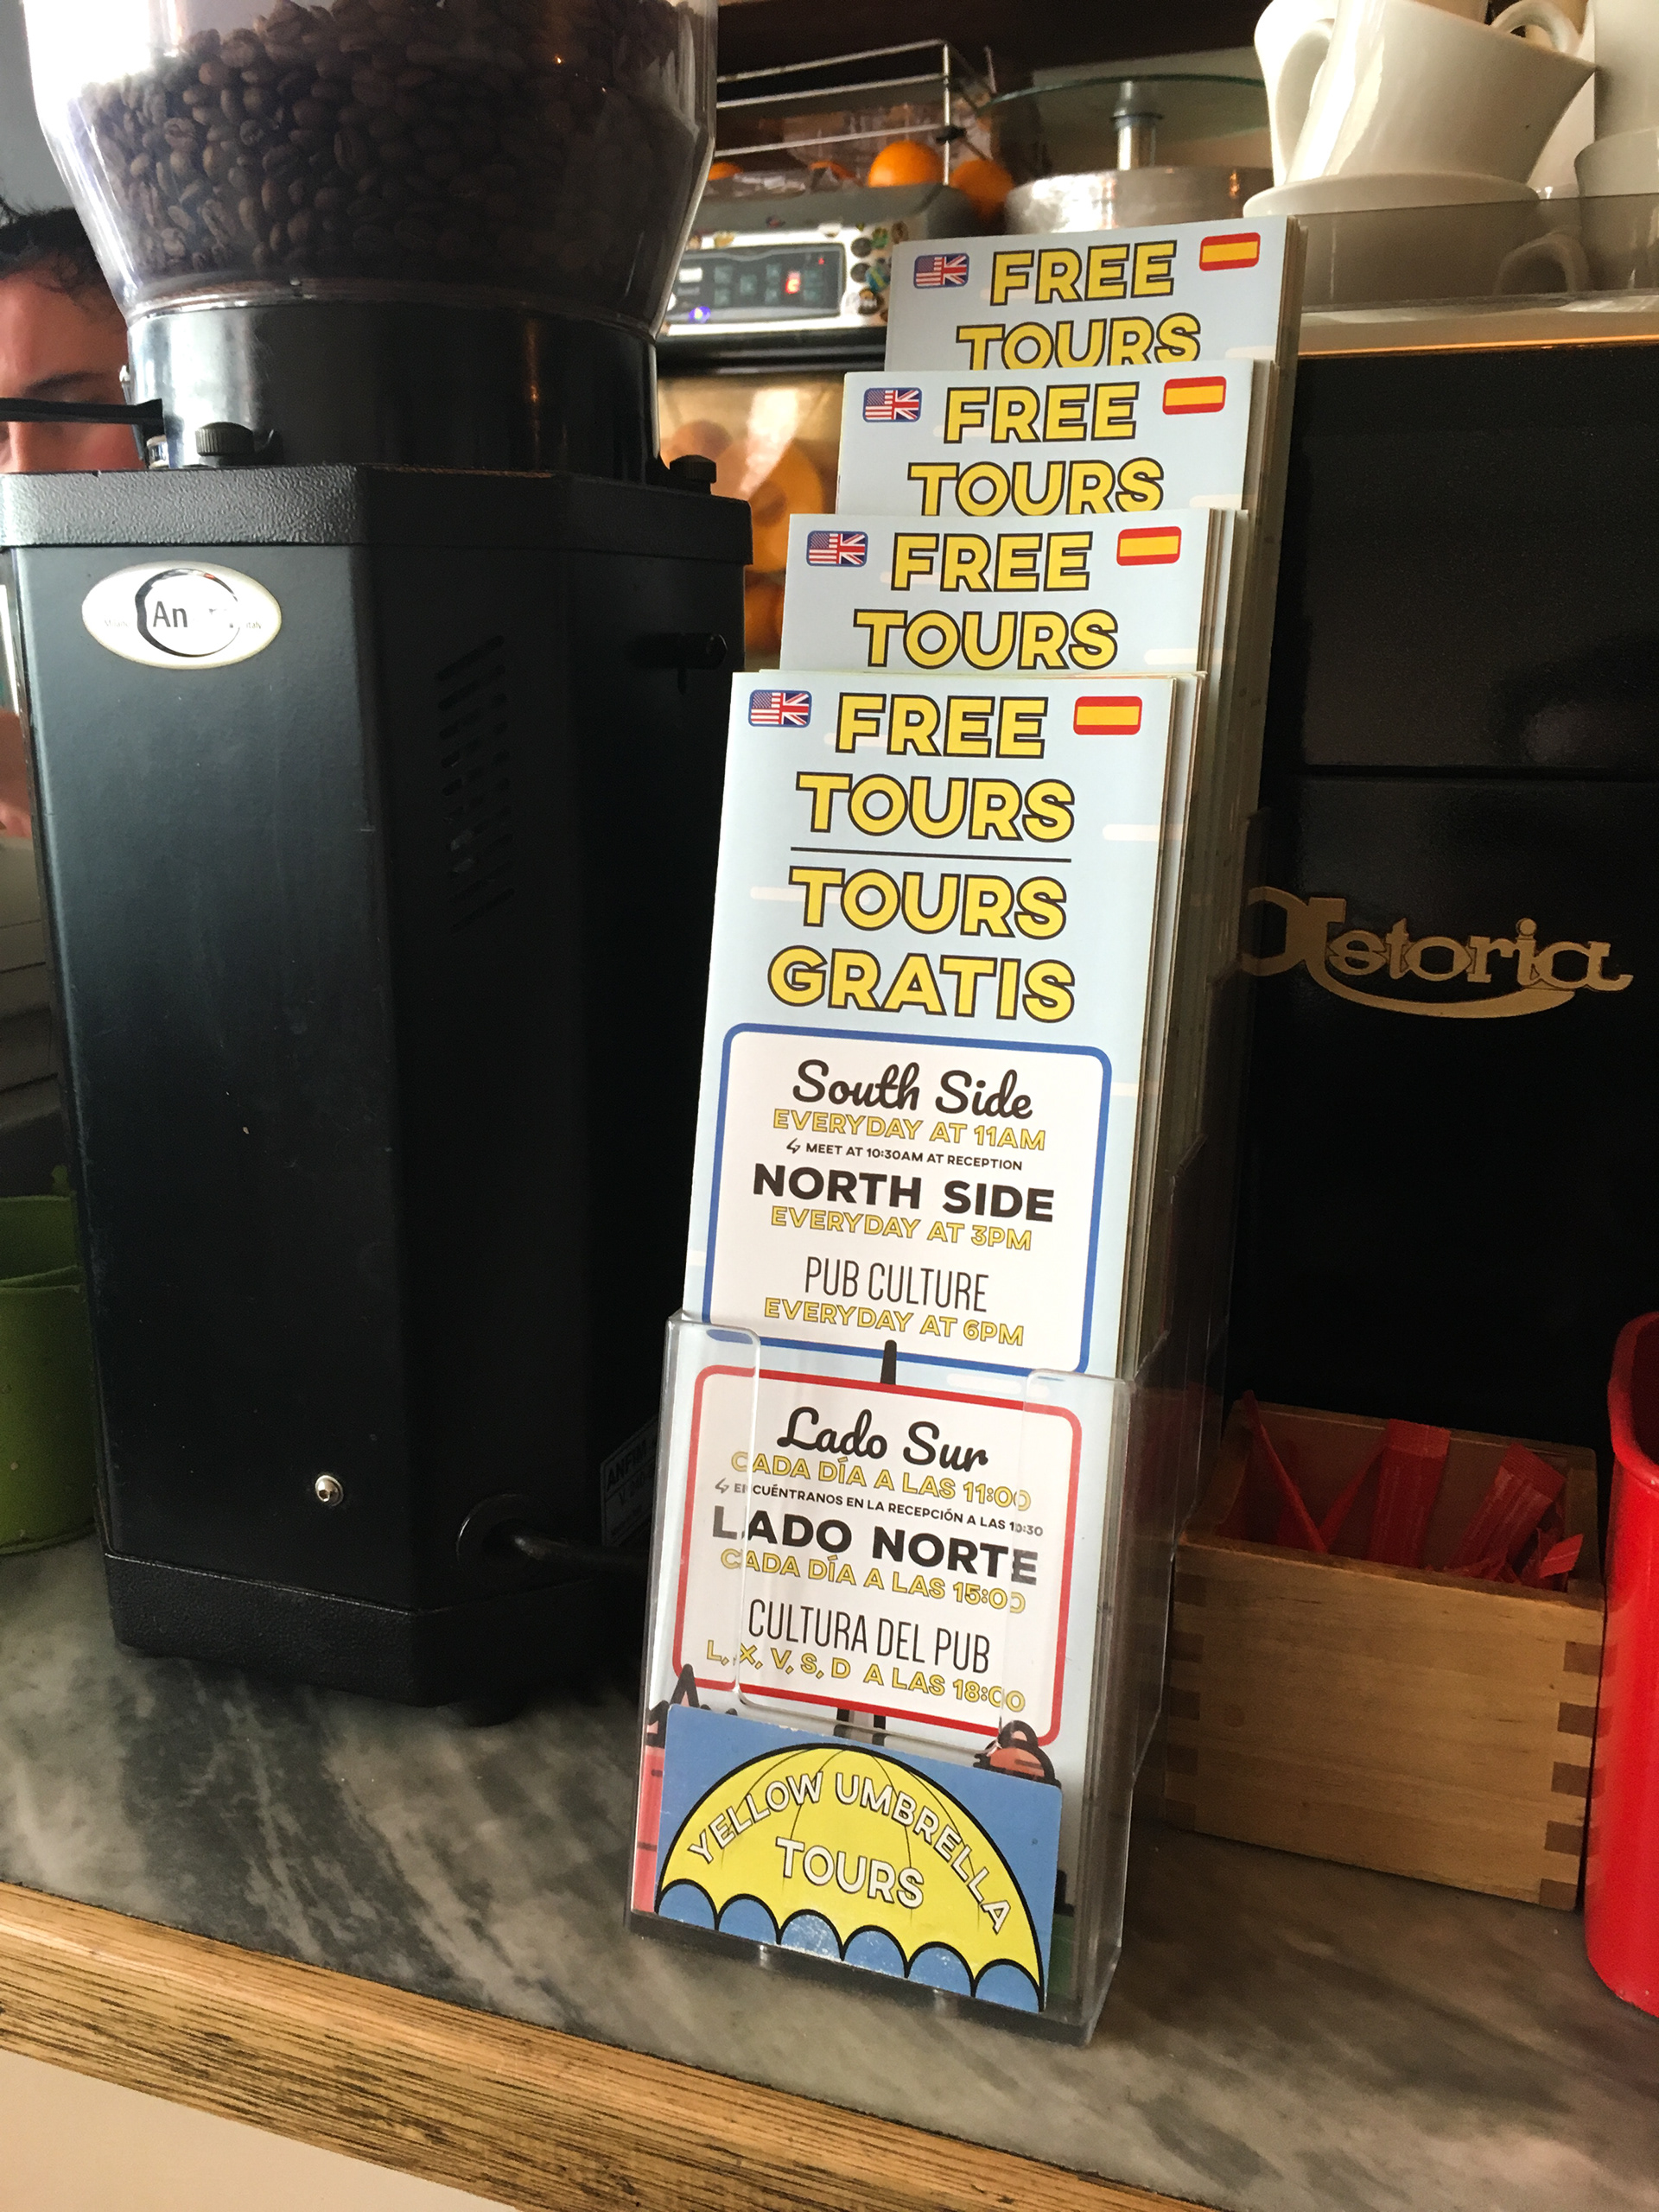 FREE
TOURS
FREE
TOURS
FREE
TOURS
FREE
TOURS
TOURS
GRATIS
South Side
EVERYDAY AT 11AM
MEET AT 10:30AM AT RECEPTION
NORTH SIDE
EVERYDAY AT 3PM
PUB CULTURE
EVERYDAY AT 6PM
Lado Sur
CADA DÍA A LAS 11:00
ENCUÉNTRANOS EN LA RECEPCIÓN A LAS 10:30
LADO NORTE
CADA DÍA A LAS 15:00
CULTURA DEL PUB
L, X, V, S, D A LAS 18:00
YELLOW UMBRELLA
TOURS
Astoria